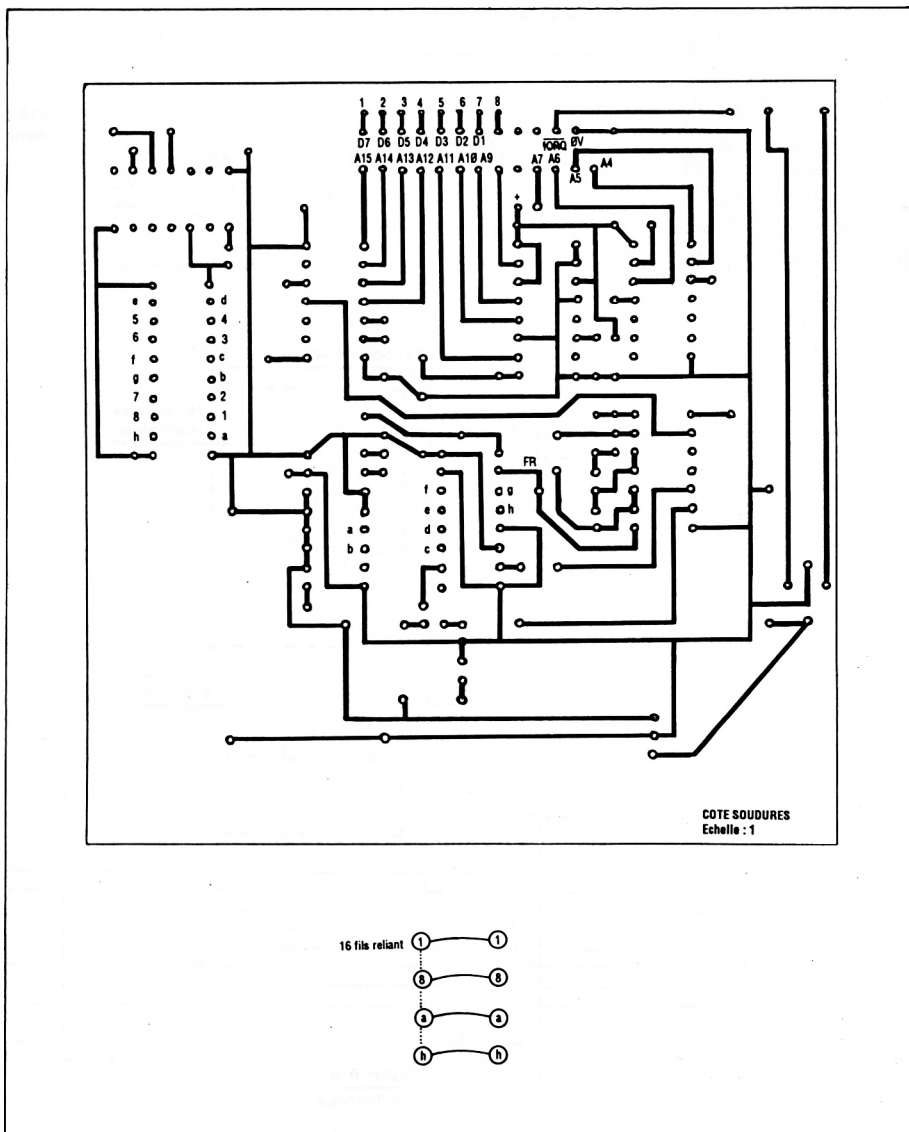 1 2 3 4 5 6 7 8
D7 D6 D5 D4 D3 D2 D1 IORQ ØV
A15 A14 A13 A12 A11 A10 A9 A7 A6 A5 A4
+
e d
5 4
6 3
f c
g b
7 2
8 1
h a
FR
f g
e h
a d
b c
COTE SOUDURES
Echelle : 1
16 fils reliant 1 1
8 8
a a
h h